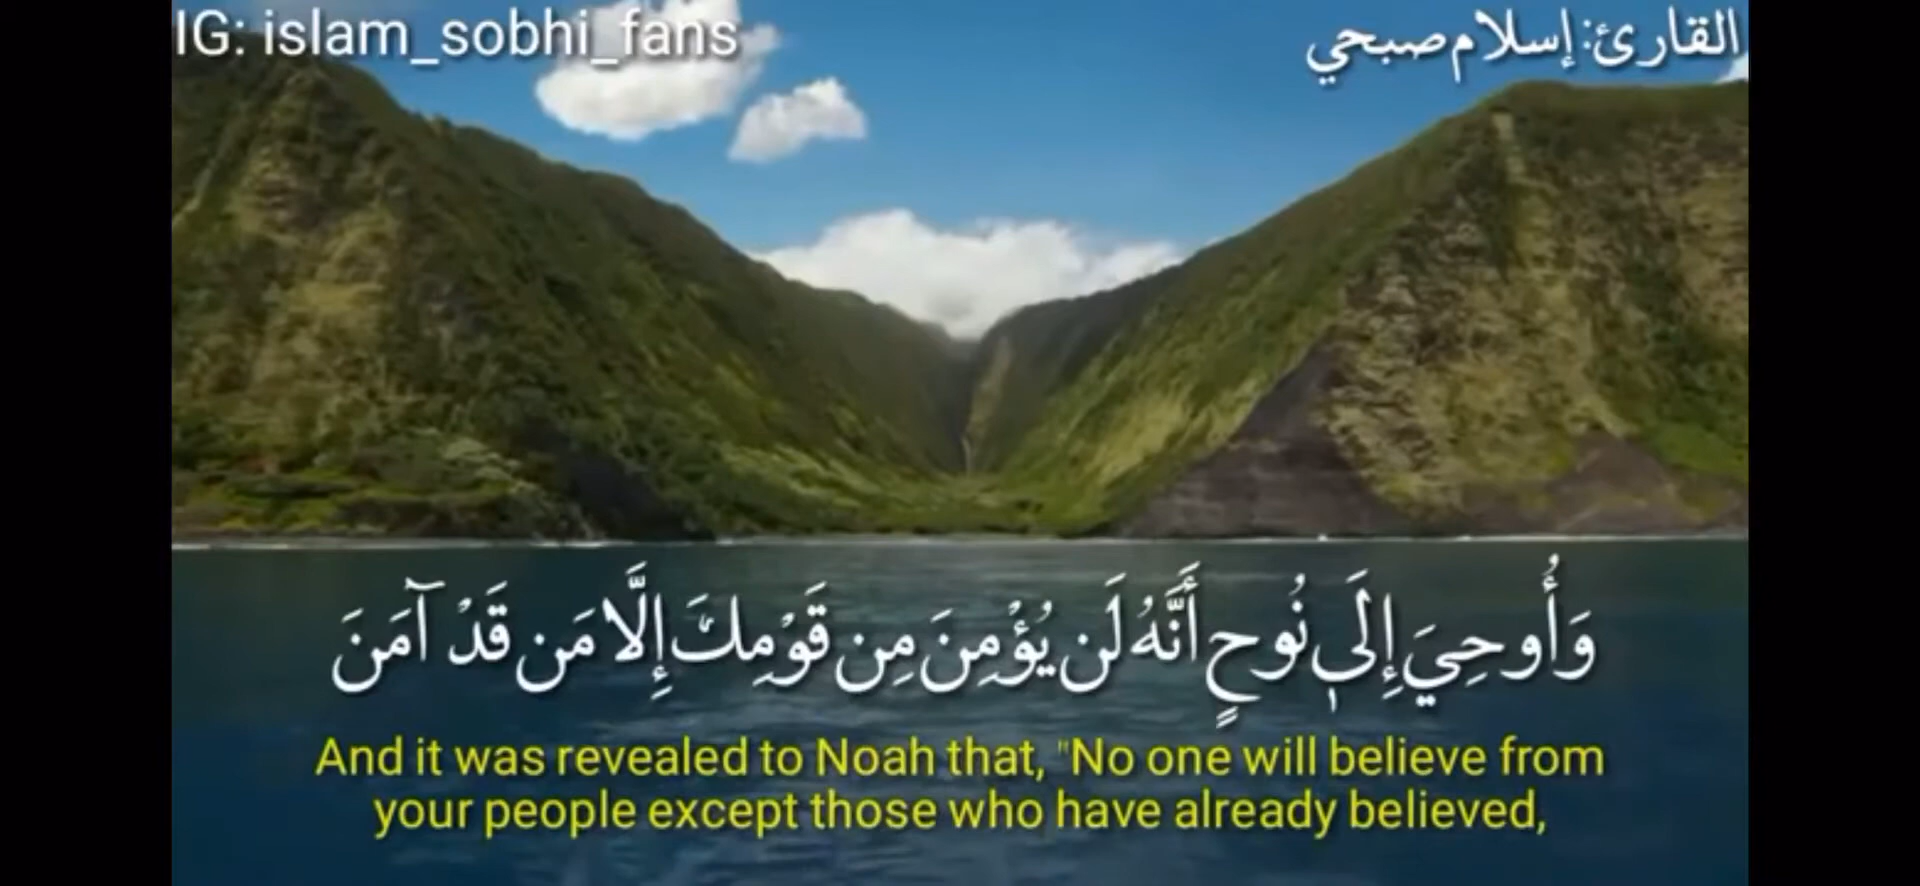 IG: islam_sobhi_fans
القارئ: إسلام صبحي
وَأُوحِيَ إِلَىٰ نُوحٍ أَنَّهُ لَن يُؤْمِنَ مِن قَوْمِكَ إِلَّا مَن قَدْ آمَنَ
And it was revealed to Noah that, "No one will believe from
your people except those who have already believed,